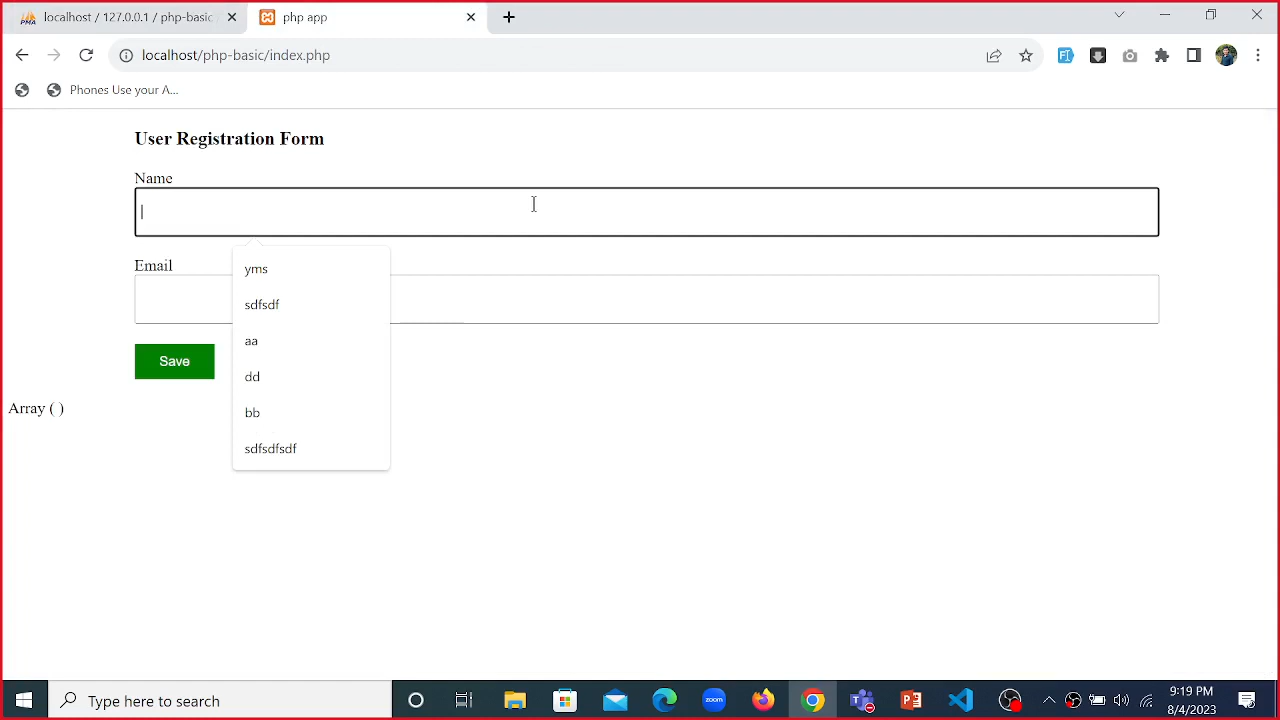 localhost / 127.0.0.1 / php-basic
php app
localhost/php-basic/index.php
Phones Use your A...
User Registration Form
Name
Email
yms
sdfsdf
aa
dd
bb
sdfsdfsdf
Save
Array ( )
Type here to search
zoom
9:19 PM
8/4/2023